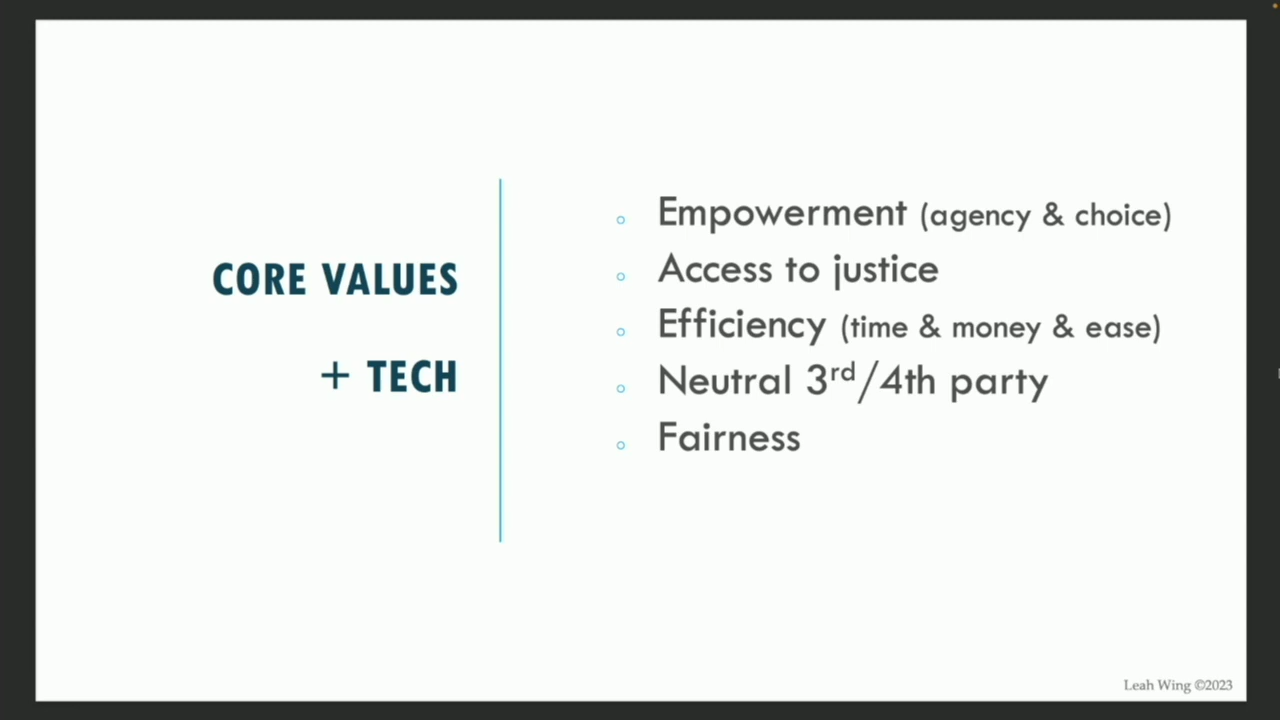 CORE VALUES
+ TECH
Empowerment (agency & choice)
Access to justice
Efficiency (time & money & ease)
Neutral 3rd/4th party
Fairness
Leah Wing ©2023